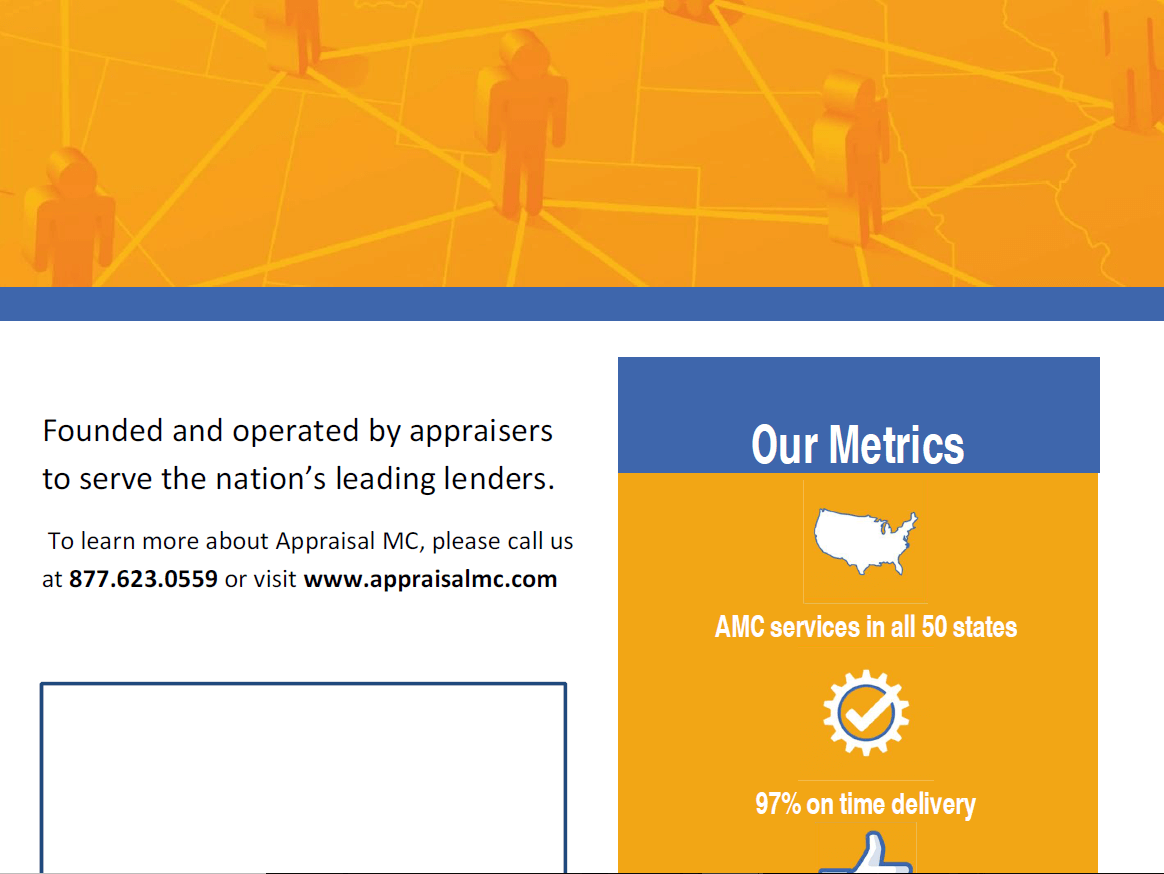 Founded and operated by appraisers
to serve the nation’s leading lenders.
To learn more about Appraisal MC, please call us
at 877.623.0559 or visit www.appraisalmc.com
Our Metrics
AMC services in all 50 states
97% on time delivery